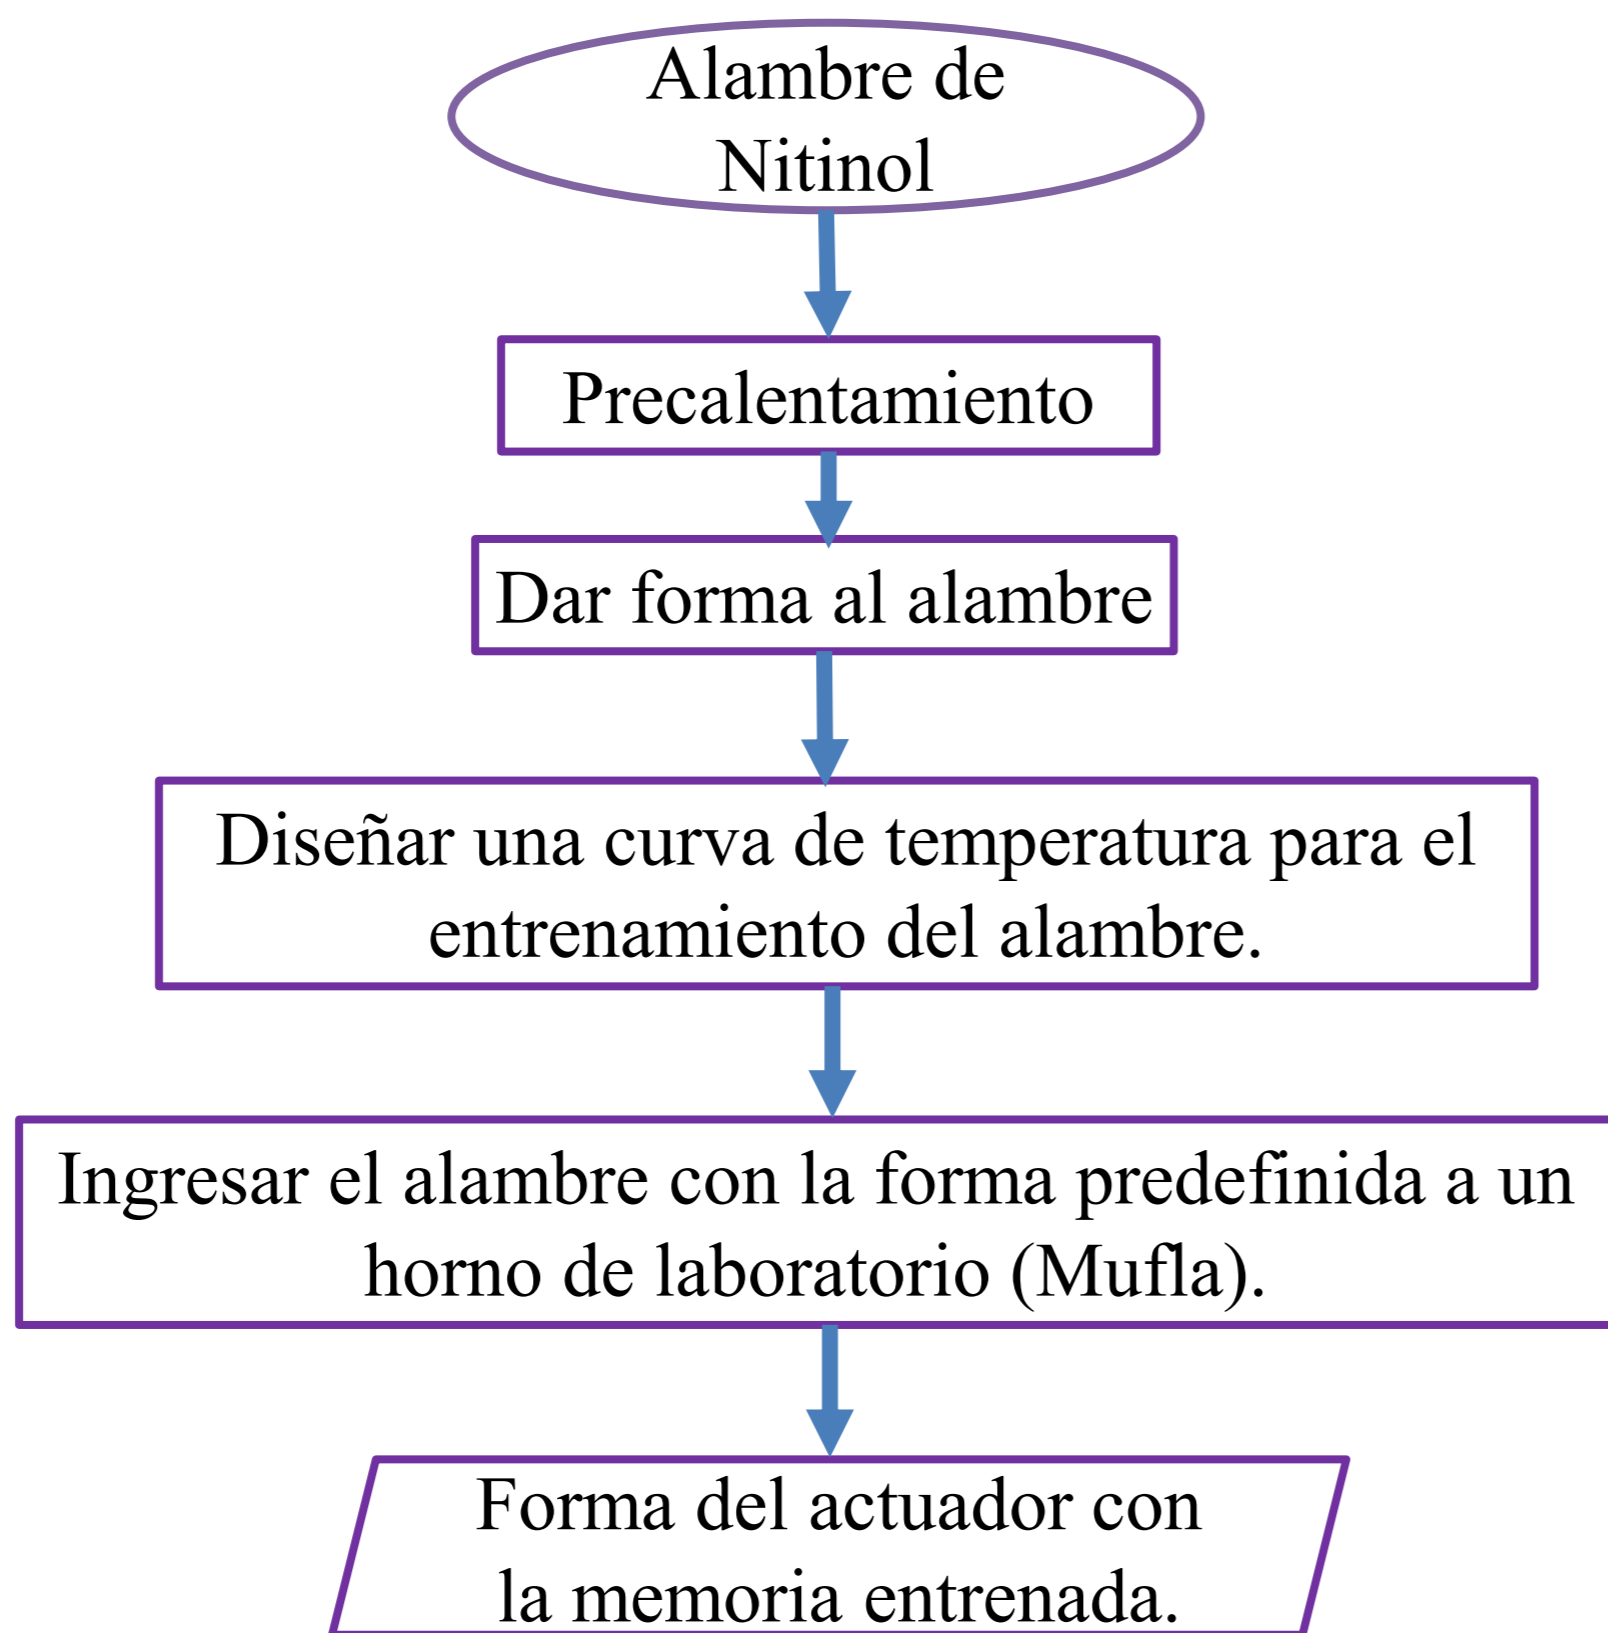 Alambre de
Nitinol
Precalentamiento
Dar forma al alambre
Diseñar una curva de temperatura para el
entrenamiento del alambre.
Ingresar el alambre con la forma predefinida a un
horno de laboratorio (Mufla).
Forma del actuador con
la memoria entrenada.